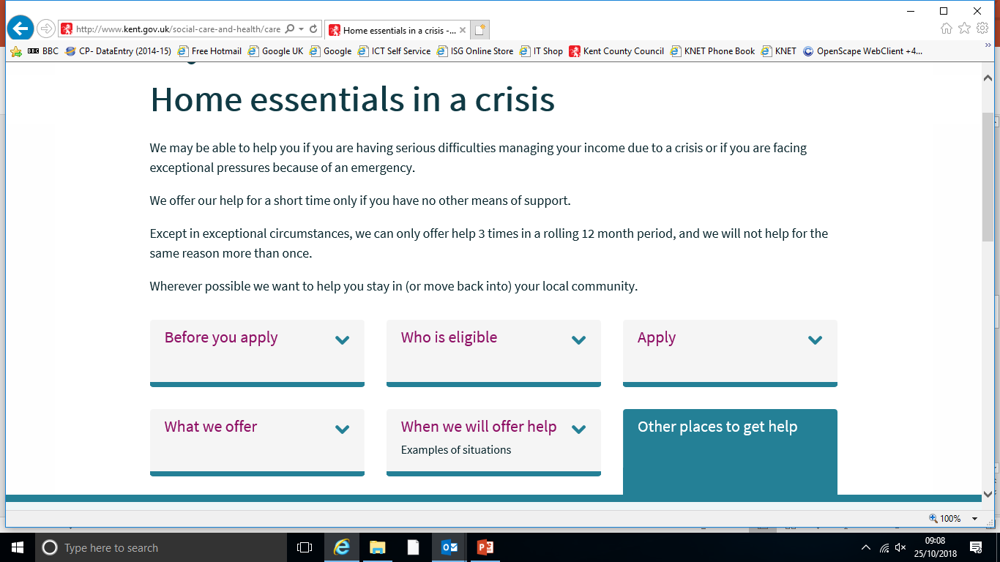 http://www.kent.gov.uk/social-care-and-health/care
Home essentials in a crisis -...
BBC
CP- DataEntry (2014-15)
Free Hotmail
Google UK
Google
ICT Self Service
ISG Online Store
IT Shop
Kent County Council
KNET Phone Book
KNET
OpenScape WebClient +4...
Home essentials in a crisis
We may be able to help you if you are having serious difficulties managing your income due to a crisis or if you are facing
exceptional pressures because of an emergency.
We offer our help for a short time only if you have no other means of support.
Except in exceptional circumstances, we can only offer help 3 times in a rolling 12 month period, and we will not help for the
same reason more than once.
Wherever possible we want to help you stay in (or move back into) your local community.
Before you apply
Who is eligible
Apply
What we offer
When we will offer help
Examples of situations
Other places to get help
100%
Type here to search
09:08
25/10/2018